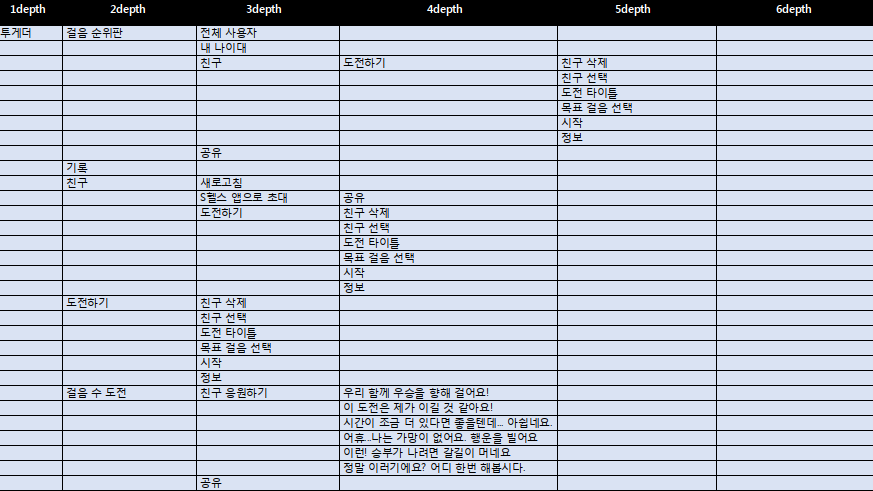 1depth 2depth 3depth 4depth 5depth 6depth
투게더 걸음 순위판 전체 사용자
내 나이대
친구 도전하기 친구 삭제
친구 선택
도전 타이틀
목표 걸음 선택
시작
정보
공유
기록
친구 새로고침
S헬스 앱으로 초대 공유
도전하기 친구 삭제
친구 선택
도전 타이틀
목표 걸음 선택
시작
정보
도전하기 친구 삭제
친구 선택
도전 타이틀
목표 걸음 선택
시작
정보
걸음 수 도전 친구 응원하기 우리 함께 우승을 향해 걸어요!
이 도전은 제가 이길 것 같아요!
시간이 조금 더 있다면 좋을텐데... 아쉽네요.
어휴...나는 가망이 없어요. 행운을 빌어요
이런! 승부가 나려면 갈길이 머네요
정말 이러기에요? 어디 한번 해봅시다.
공유